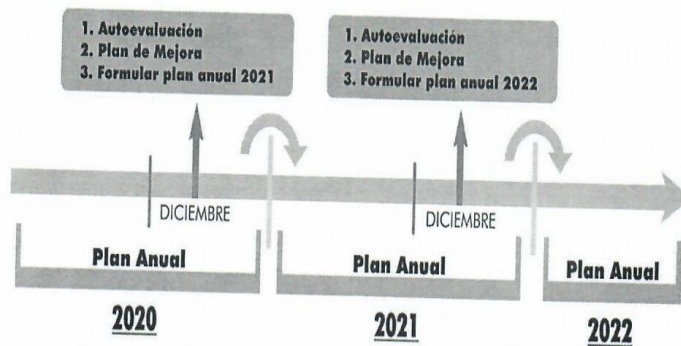 1. Autoevaluación
2. Plan de Mejora
3. Formular plan anual 2021
1. Autoevaluación
2. Plan de Mejora
3. Formular plan anual 2022
DICIEMBRE
DICIEMBRE
Plan Anual
Plan Anual
Plan Anual
2020
2021
2022